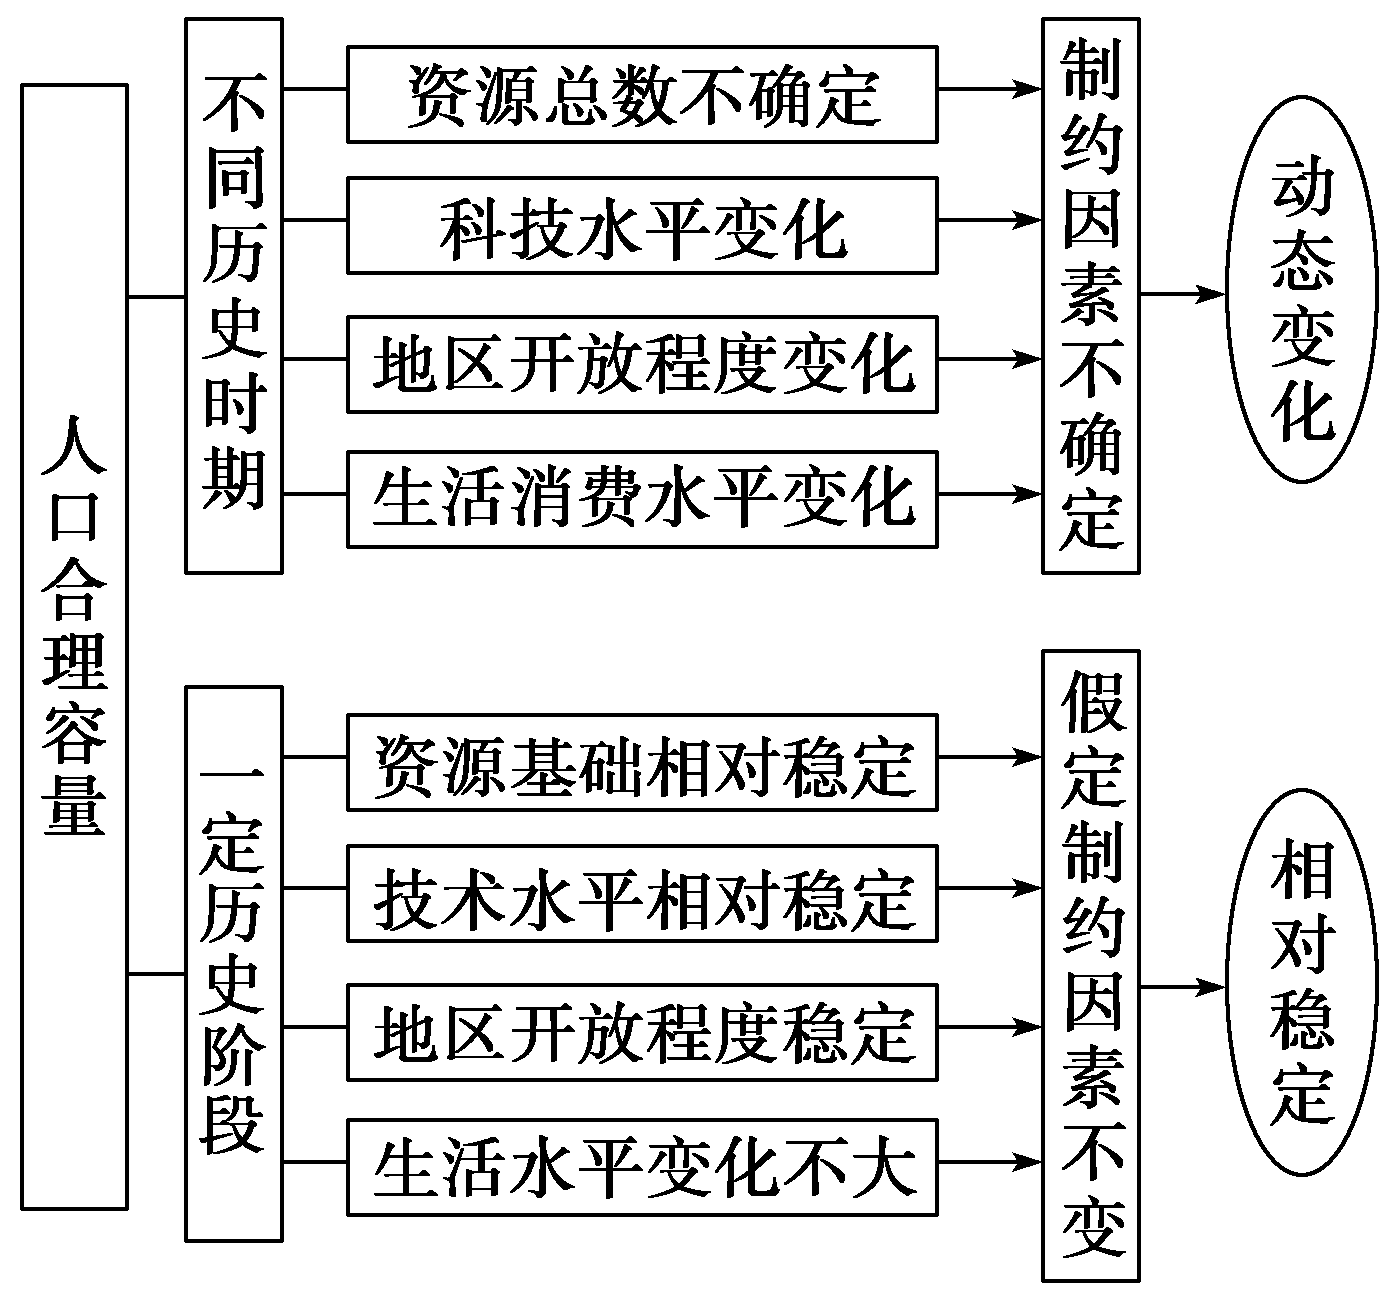 人口合理容量
不同历史时期
资源总数不确定
科技水平变化
地区开放程度变化
生活消费水平变化
制约因素不确定
动态变化
一定历史阶段
资源基础相对稳定
技术水平相对稳定
地区开放程度稳定
生活水平变化不大
假定制约因素不变
相对稳定